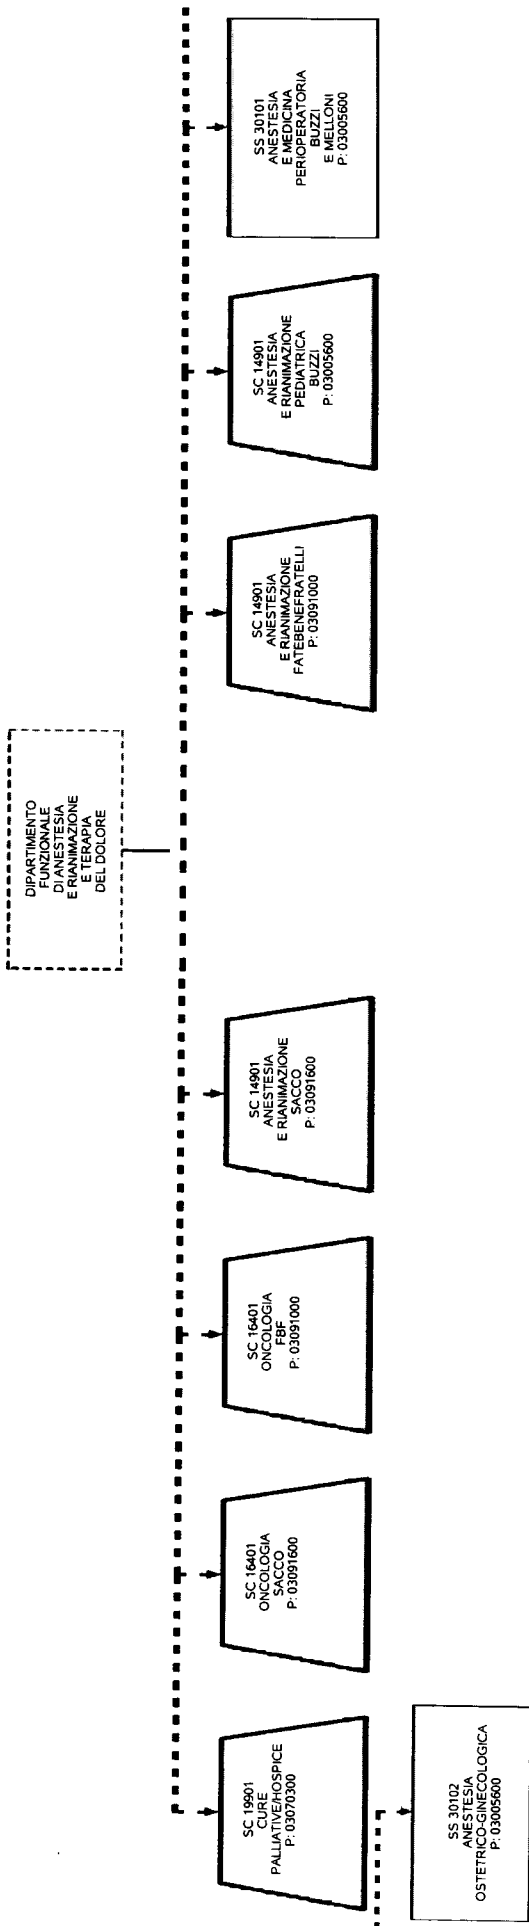 DIPARTIMENTO
FUNZIONALE
DI ANESTESIA
E RIANIMAZIONE
E TERAPIA
DEL DOLORE
SC 19901
CURE
PALLIATIVE/HOSPICE
P: 03070300
SC 16401
ONCOLOGIA
SACCO
P: 03091600
SC 16401
ONCOLOGIA
FBF
P: 03091000
SC 14901
ANESTESIA
E RIANIMAZIONE
SACCO
P: 03091600
SC 14901
ANESTESIA
E RIANIMAZIONE
FATEBENEFRATELLI
P: 03091000
SC 14901
ANESTESIA
E RIANIMAZIONE
PEDIATRICA
BUZZI
P: 03005600
SS 30101
ANESTESIA
E MEDICINA
PERIOPERATORIA
BUZZI
E MELLONI
P: 03005600
SS 30102
ANESTESIA
OSTETRICO-GINECOLOGICA
P: 03005600